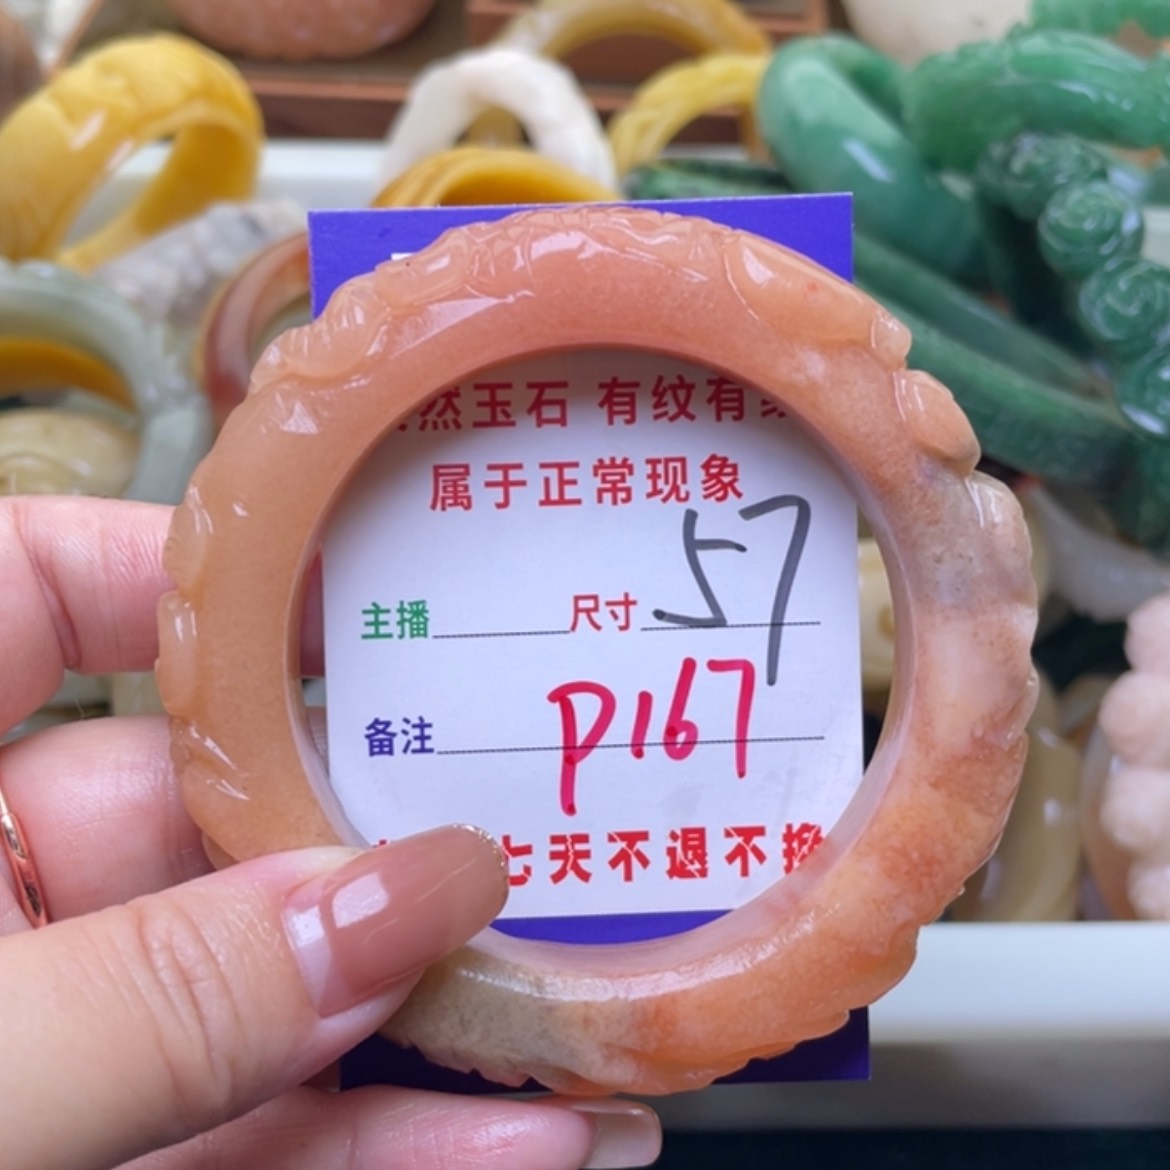 然玉石 有纹有
属于正常现象
主播 尺寸 57
备注 P167
七天不退不换